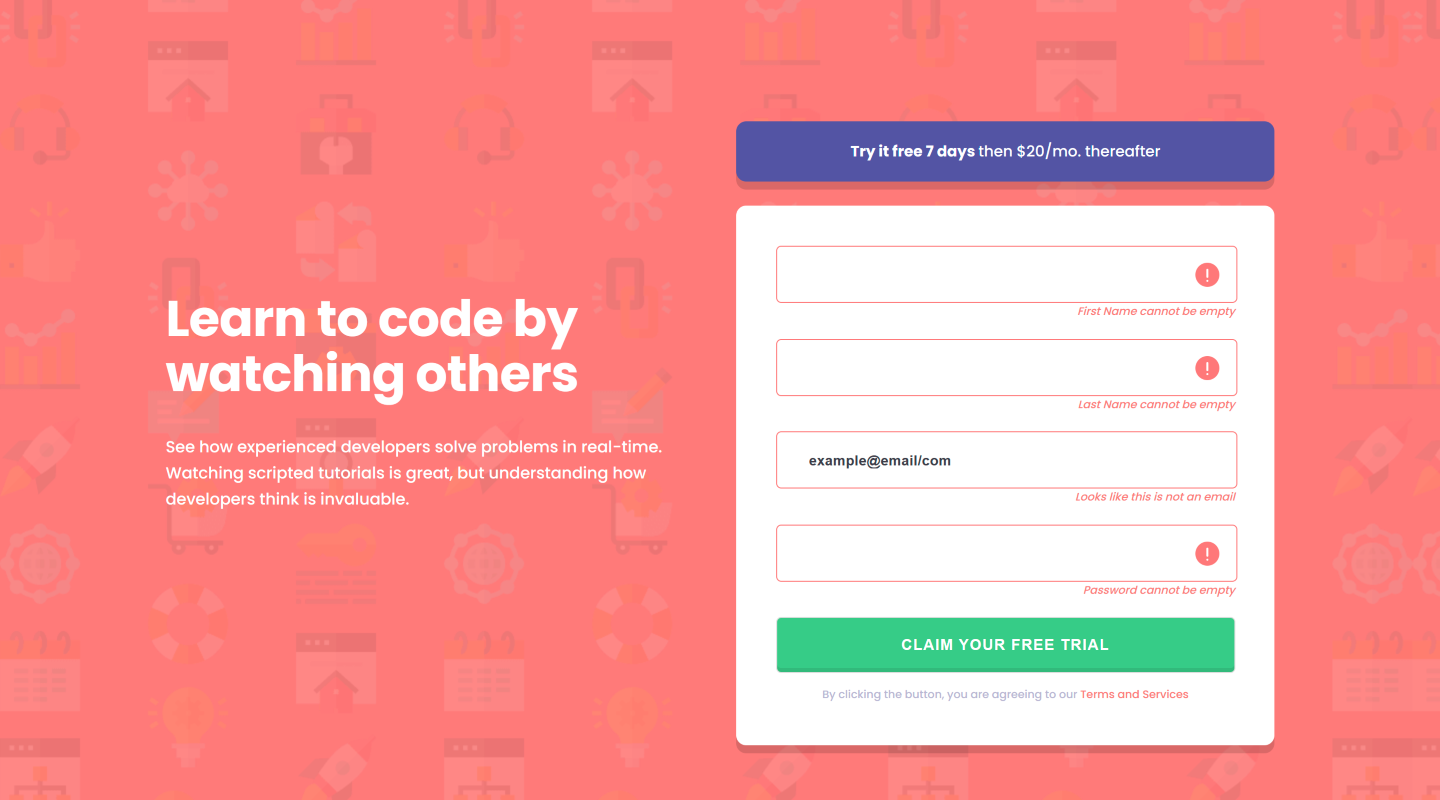 Try it free 7 days then $20/mo. thereafter
Learn to code by
watching others
See how experienced developers solve problems in real-time.
Watching scripted tutorials is great, but understanding how
developers think is invaluable.
First Name cannot be empty
Last Name cannot be empty
example@email/com
Looks like this is not an email
Password cannot be empty
CLAIM YOUR FREE TRIAL
By clicking the button, you are agreeing to our Terms and Services